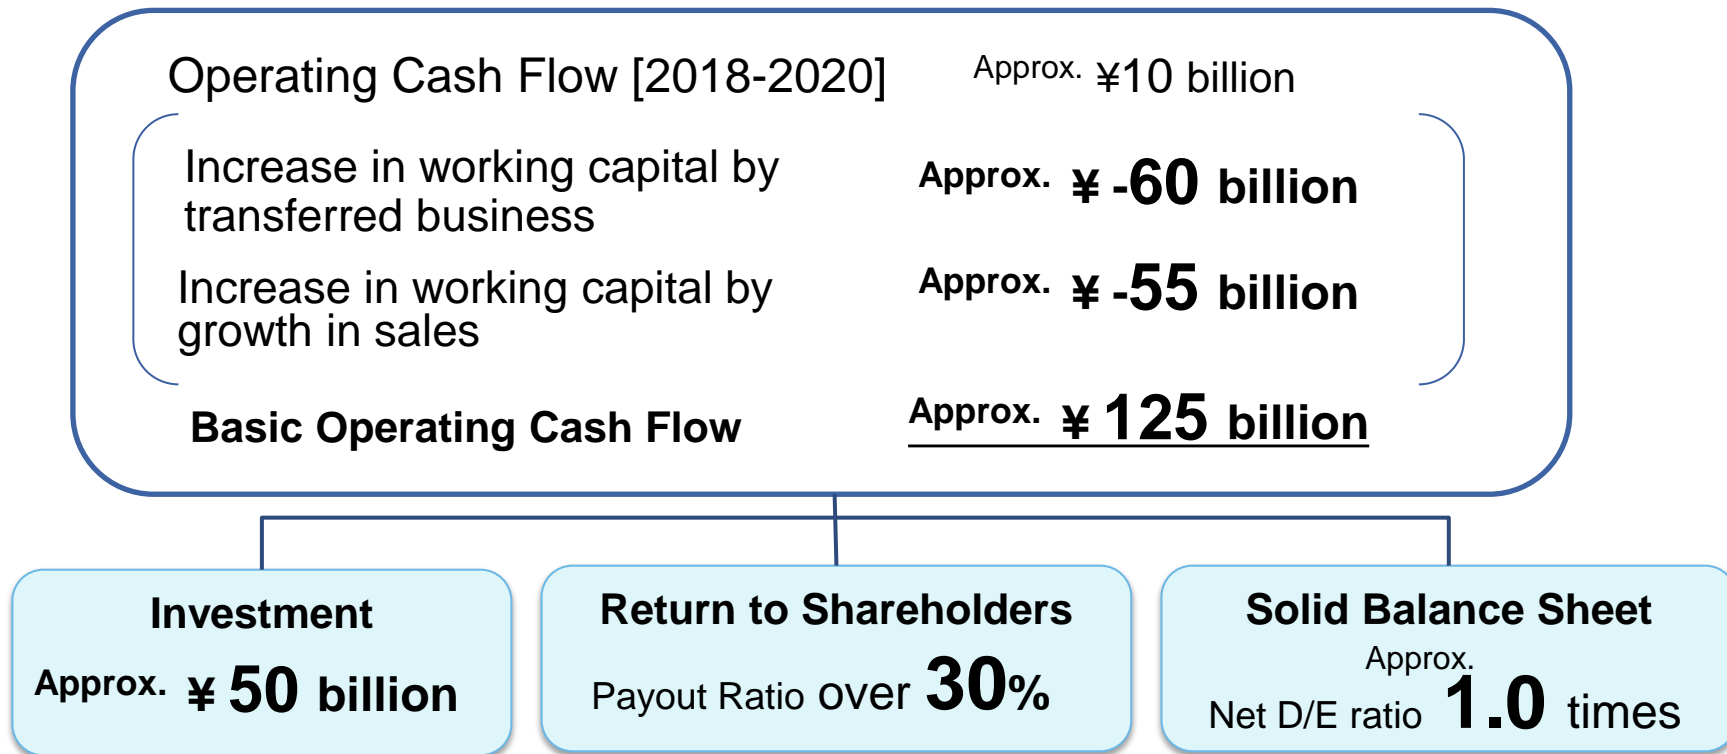 Operating Cash Flow [2018-2020] Approx. ¥10 billion
Increase in working capital by
transferred business
Approx. ¥ -60 billion
Increase in working capital by
growth in sales
Approx. ¥ -55 billion
Basic Operating Cash Flow Approx. ¥ 125 billion
Investment
Approx. ¥ 50 billion
Return to Shareholders
Payout Ratio over 30%
Solid Balance Sheet
Approx.
Net D/E ratio 1.0 times